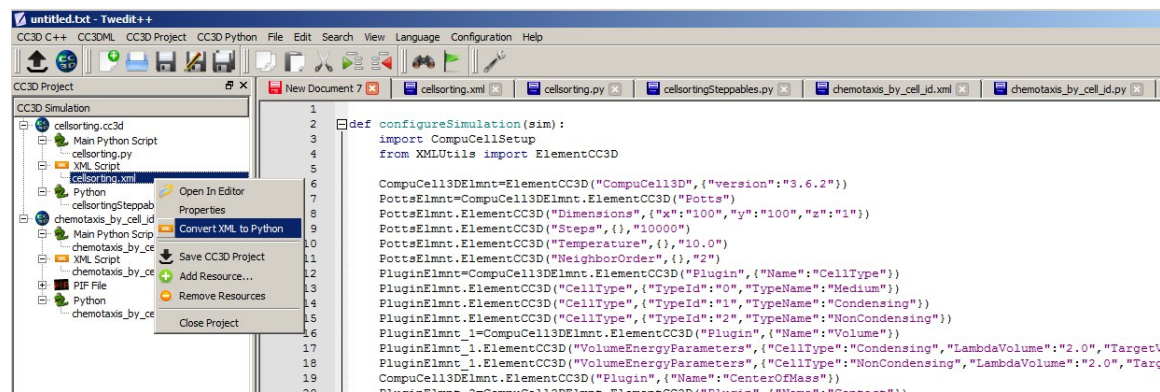 untitled.txt - Twedit++
CC3D C++ CC3DML CC3D Project CC3D Python File Edit Search View Language Configuration Help
CC3D Project
New Document 7 cellsorting.xml cellsorting.py cellsortingSteppables.py chemotaxis_by_cell_id.xml chemotaxis_by_cell_id.py
CC3D Simulation
cellsorting.cc3d
Main Python Script
cellsorting.py
XML Script
cellsorting.xml
Python
cellsortingSteppab
chemotaxis_by_cell_id
Main Python Scrip
chemotaxis_by_ce
XML Script
chemotaxis_by_ce
PIF File
Python
chemotaxis_by_ce
Open In Editor
Properties
Convert XML to Python
Save CC3D Project
Add Resource...
Remove Resources
Close Project
1
2 def configureSimulation(sim):
3 import CompuCellSetup
4 from XMLUtils import ElementCC3D
5
6 CompuCell3DElmnt=ElementCC3D("CompuCell3D",{"version":"3.6.2"})
7 PottsElmnt=CompuCell3DElmnt.ElementCC3D("Potts")
8 PottsElmnt.ElementCC3D("Dimensions",{"x":"100","y":"100","z":"1"})
9 PottsElmnt.ElementCC3D("Steps",{},"10000")
10 PottsElmnt.ElementCC3D("Temperature",{},"10.0")
11 PottsElmnt.ElementCC3D("NeighborOrder",{},"2")
12 PluginElmnt=CompuCell3DElmnt.ElementCC3D("Plugin",{"Name":"CellType"})
13 PluginElmnt.ElementCC3D("CellType",{"TypeId":"0","TypeName":"Medium"})
14 PluginElmnt.ElementCC3D("CellType",{"TypeId":"1","TypeName":"Condensing"})
15 PluginElmnt.ElementCC3D("CellType",{"TypeId":"2","TypeName":"NonCondensing"})
16 PluginElmnt_1=CompuCell3DElmnt.ElementCC3D("Plugin",{"Name":"Volume"})
17 PluginElmnt_1.ElementCC3D("VolumeEnergyParameters",{"CellType":"Condensing","LambdaVolume":"2.0","TargetV
18 PluginElmnt_1.ElementCC3D("VolumeEnergyParameters",{"CellType":"NonCondensing","LambdaVolume":"2.0","Targ
19 CompuCell3DElmnt.ElementCC3D("Plugin",{"Name":"CenterOfMass"})